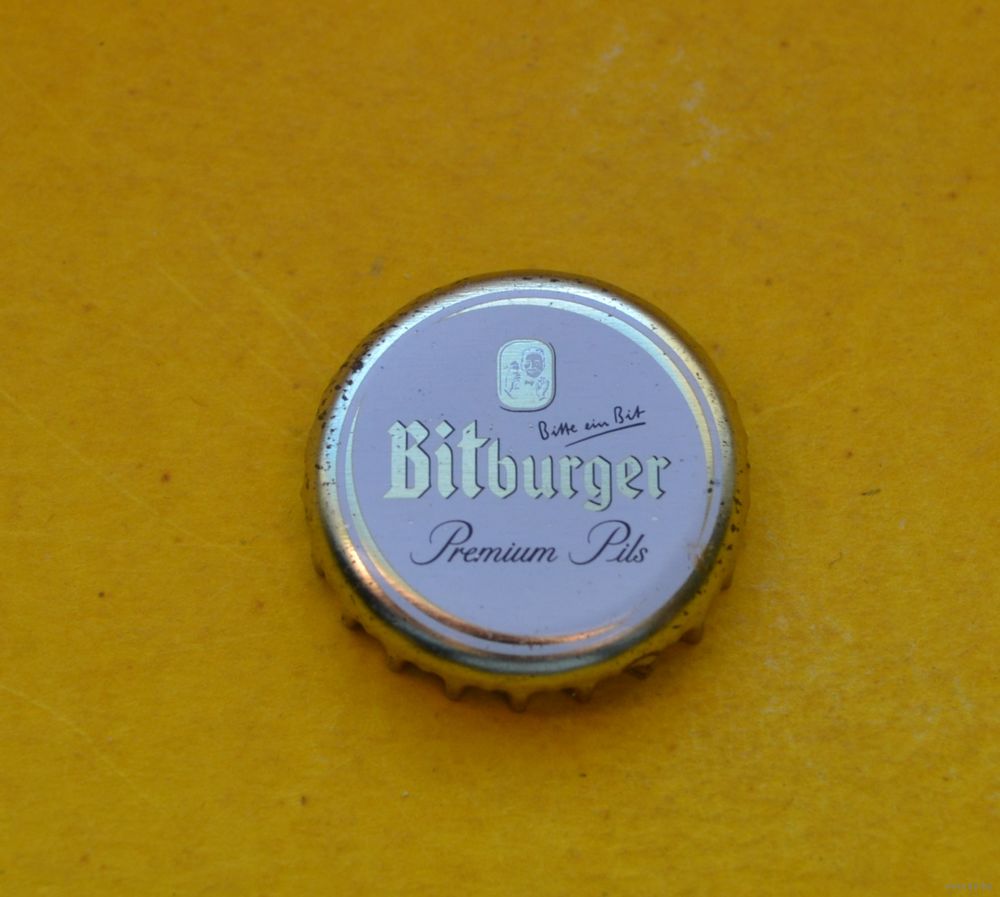 Bitte ein Bit
Bitburger
Premium Pils